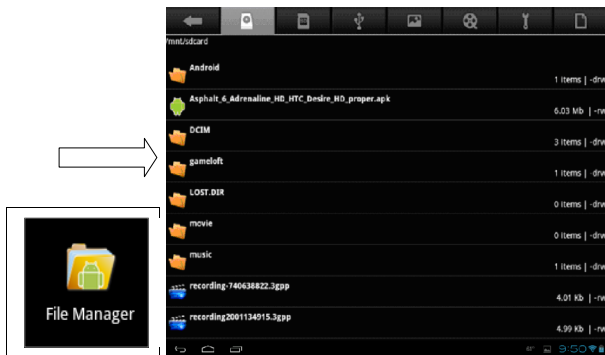 /mnt/sdcard
Android
1 items | -drw
Asphalt_6_Adrenaline_HD_HTC_Desire_HD_proper.apk
6.03 Mb | -rw
DCIM
3 items | -drw
gameloft
1 items | -drw
LOST.DIR
0 items | -drw
movie
0 items | -drw
music
1 items | -drw
recording-740638822.3gpp
4.01 Kb | -rw
recording2001134915.3gpp
4.99 Kb | -rw
9:50
File Manager